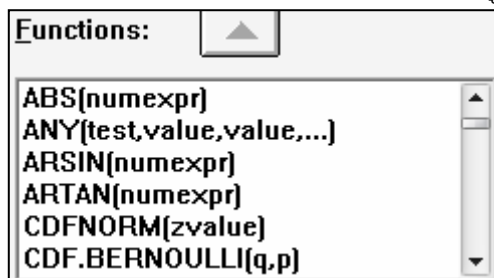 Functions:
ABS(numexpr)
ANY(test,value,value,...)
ARSIN(numexpr)
ARTAN(numexpr)
CDFNORM(zvalue)
CDF.BERNOULLI(q,p)